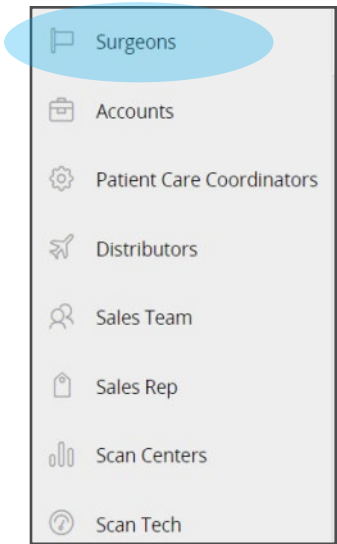 Surgeons
Accounts
Patient Care Coordinators
Distributors
Sales Team
Sales Rep
Scan Centers
Scan Tech